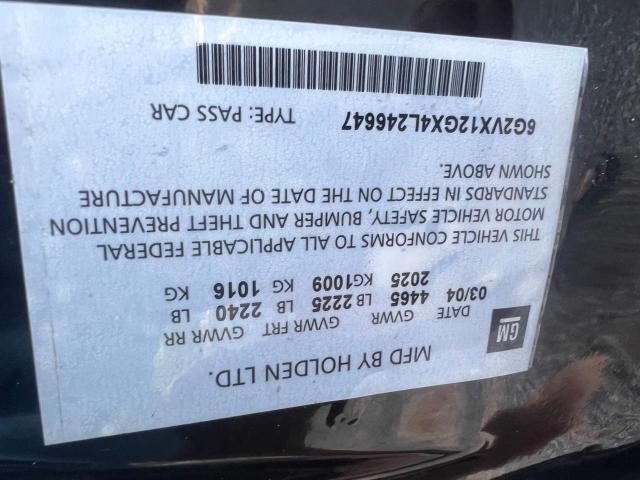 MFD BY HOLDEN LTD.
GM
DATE GVWR GVWR FRT GVWR RR
03/04 4465 LB 2225 LB 2240 LB
2025 KG1009 KG 1016 KG
THIS VEHICLE CONFORMS TO ALL APPLICABLE FEDERAL
MOTOR VEHICLE SAFETY, BUMPER AND THEFT PREVENTION
STANDARDS IN EFFECT ON THE DATE OF MANUFACTURE
SHOWN ABOVE.
6G2VX12GX4L246647 TYPE: PASS CAR